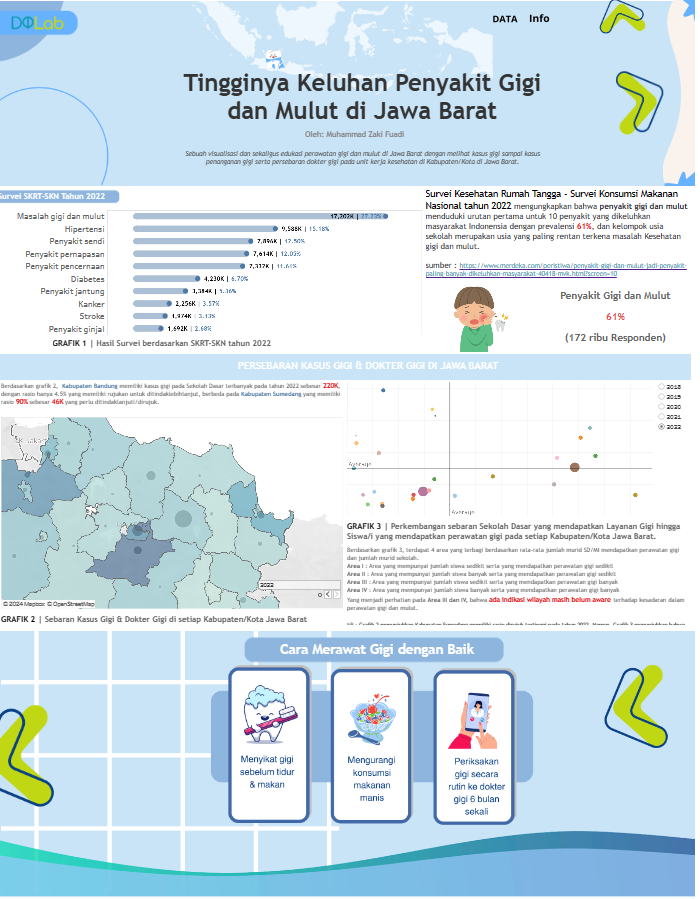 DQLab
DATA Info
Tingginya Keluhan Penyakit Gigi
dan Mulut di Jawa Barat
Oleh: Muhammad Zaki Fuadi
Sebuah visualisasi dan sekaligus edukasi perawatan gigi dan mulut di Jawa Barat dengan melihat kasus gigi sampai kasus
penanganan gigi serta persebaran dokter gigi pada unit kerja kesehatan di Kabupaten/Kota di Jawa Barat.
Survei SKRT-SKN Tahun 2022
Masalah gigi dan mulut 17,202K | 27.23%
Hipertensi 9,588K | 15.18%
Penyakit sendi 7,896K | 12.50%
Penyakit pernapasan 7,614K | 12.05%
Penyakit pencernaan 7,332K | 11.61%
Diabetes 4,230K | 6.70%
Penyakit jantung 3,384K | 5.36%
Kanker 2,256K | 3.57%
Stroke 1,974K | 3.13%
Penyakit ginjal 1,692K | 2.68%
GRAFIK 1 | Hasil Survei berdasarkan SKRT-SKN tahun 2022
Survei Kesehatan Rumah Tangga - Survei Konsumsi Makanan
Nasional tahun 2022 mengungkapkan bahwa penyakit gigi dan mulut
menduduki urutan pertama untuk 10 penyakit yang dikeluhkan
masyarakat Indonesia dengan prevalensi 61%, dan kelompok usia
sekolah merupakan usia yang paling rentan terkena masalah Kesehatan
gigi dan mulut.
sumber : https://www.merdeka.com/peristiwa/penyakit-gigi-dan-mulut-jadi-penyakit-
paling-banyak-dikeluhkan-masyarakat-40418-mvk.html?screen=10
Penyakit Gigi dan Mulut
61%
(172 ribu Responden)
PERSEBARAN KASUS GIGI & DOKTER GIGI DI JAWA BARAT
Berdasarkan grafik 2, Kabupaten Bandung memiliki kasus gigi pada Sekolah Dasar terbanyak pada tahun 2022 sebesar 220K,
dengan rasio hanya 4.5% yang memiliki rujukan untuk ditindaklebihlanjut, berbeda pada Kabupaten Sumedang yang memiliki
rasio 90% sebesar 46K yang perlu ditindaklanjuti/dirujuk.
2022
© 2024 Mapbox © OpenStreetMap
GRAFIK 2 | Sebaran Kasus Gigi & Dokter Gigi di setiap Kabupaten/Kota Jawa Barat
2018
2019
2020
2021
2022
Average
Average
GRAFIK 3 | Perkembangan sebaran Sekolah Dasar yang mendapatkan Layanan Gigi hingga
Siswa/i yang mendapatkan perawatan gigi pada setiap Kabupaten/Kota Jawa Barat.
Berdasarkan grafik 3, terdapat 4 area yang terbagi berdasarkan rata-rata jumlah murid SD/MI mendapatkan perawatan gigi
dan jumlah murid sekolah.
Area I : Area yang mempunyai jumlah siswa sedikit serta yang mendapatkan perawatan gigi sedikit
Area II : Area yang mempunyai jumlah siswa banyak serta yang mendapatkan perawatan gigi sedikit
Area III : Area yang mempunyai jumlah siswa sedikit serta yang mendapatkan perawatan gigi banyak
Area IV : Area yang mempunyai jumlah siswa banyak serta yang mendapatkan perawatan gigi banyak
Yang menjadi perhatian pada Area III dan IV, bahwa ada indikasi wilayah masih belum aware terhadap kesadaran dalam
perawatan gigi dan mulut.
Cara Merawat Gigi dengan Baik
Menyikat gigi
sebelum tidur
& makan
Mengurangi
konsumsi
makanan
manis
Periksakan
gigi secara
rutin ke dokter
gigi 6 bulan
sekali